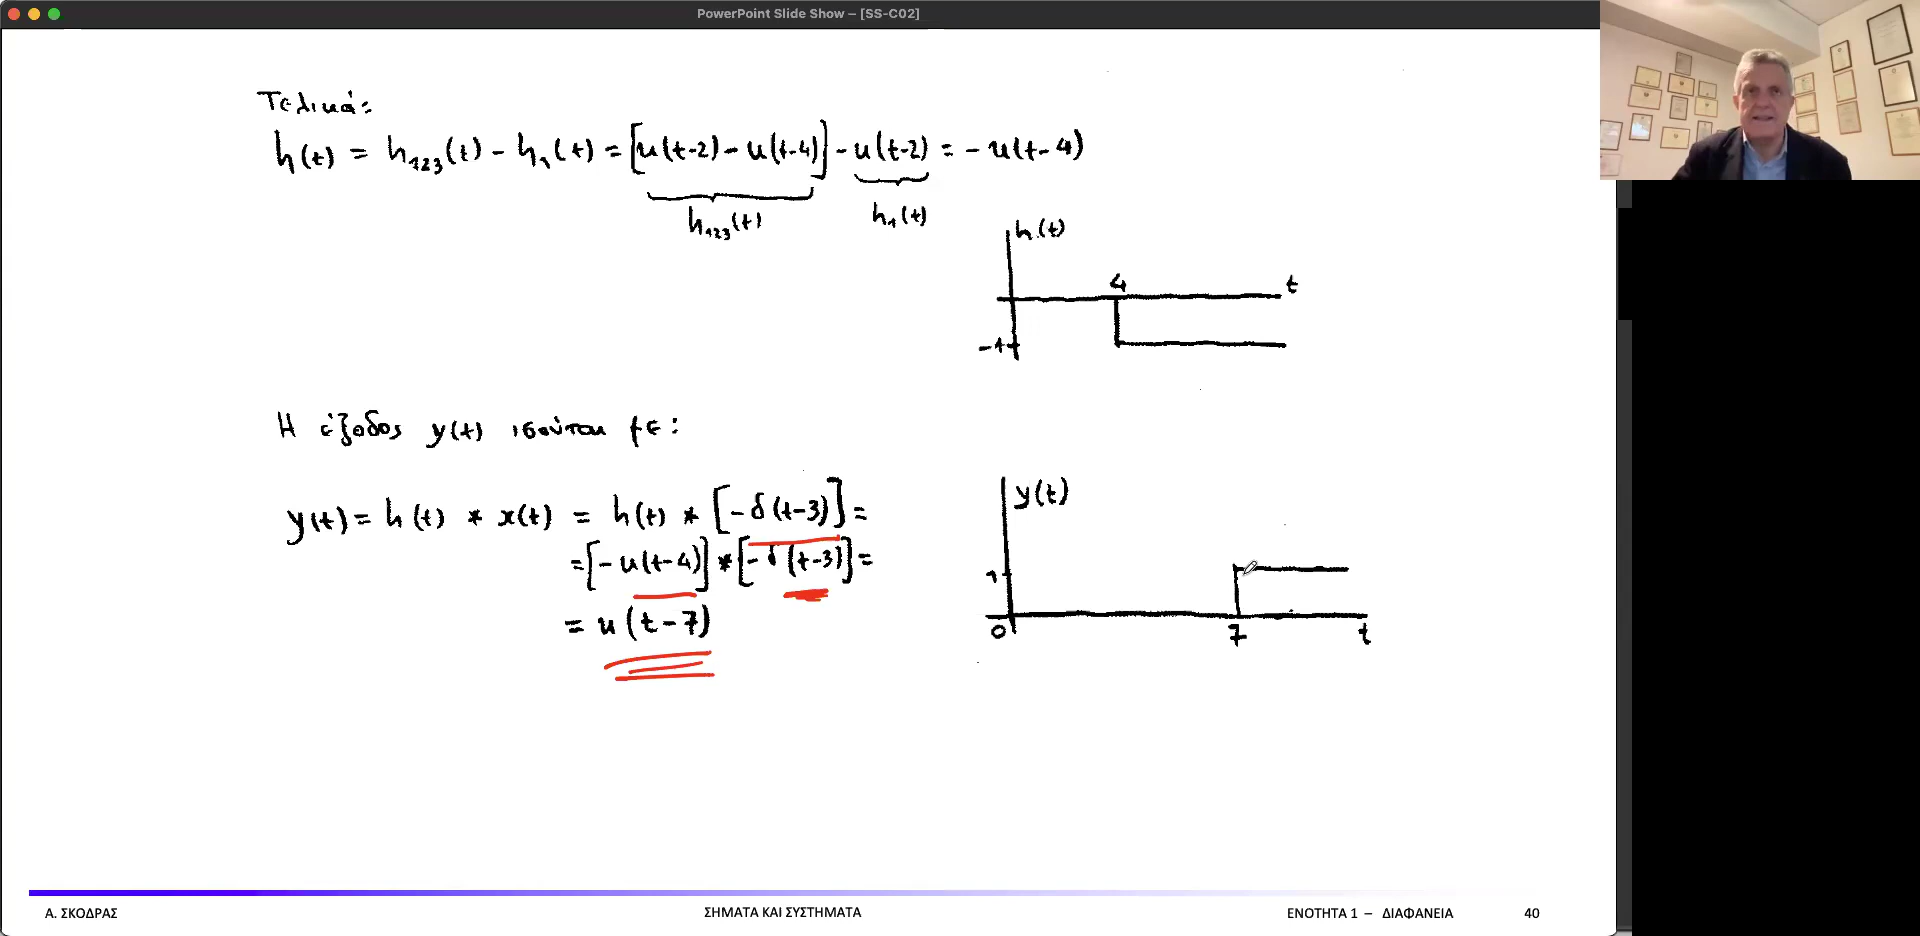 PowerPoint Slide Show – [SS-C02]
Τελικά:
h(t) = h₁₂₃(t) - h₁(t) = [u(t-2) - u(t-4)] - u(t-2) = - u(t-4)
h₁₂₃(t)
h₁(t)
h(t)
4
t
-1
Η έξοδος y(t) ισούται με:
y(t) = h(t) * x(t) = h(t) * [-δ(t-3)] =
= [- u(t-4)] * [-δ(t-3)] =
= u(t-7)
y(t)
1
0
7
t
Α. ΣΚΟΔΡΑΣ
ΣΗΜΑΤΑ ΚΑΙ ΣΥΣΤΗΜΑΤΑ
ΕΝΟΤΗΤΑ 1 – ΔΙΑΦΑΝΕΙΑ 40